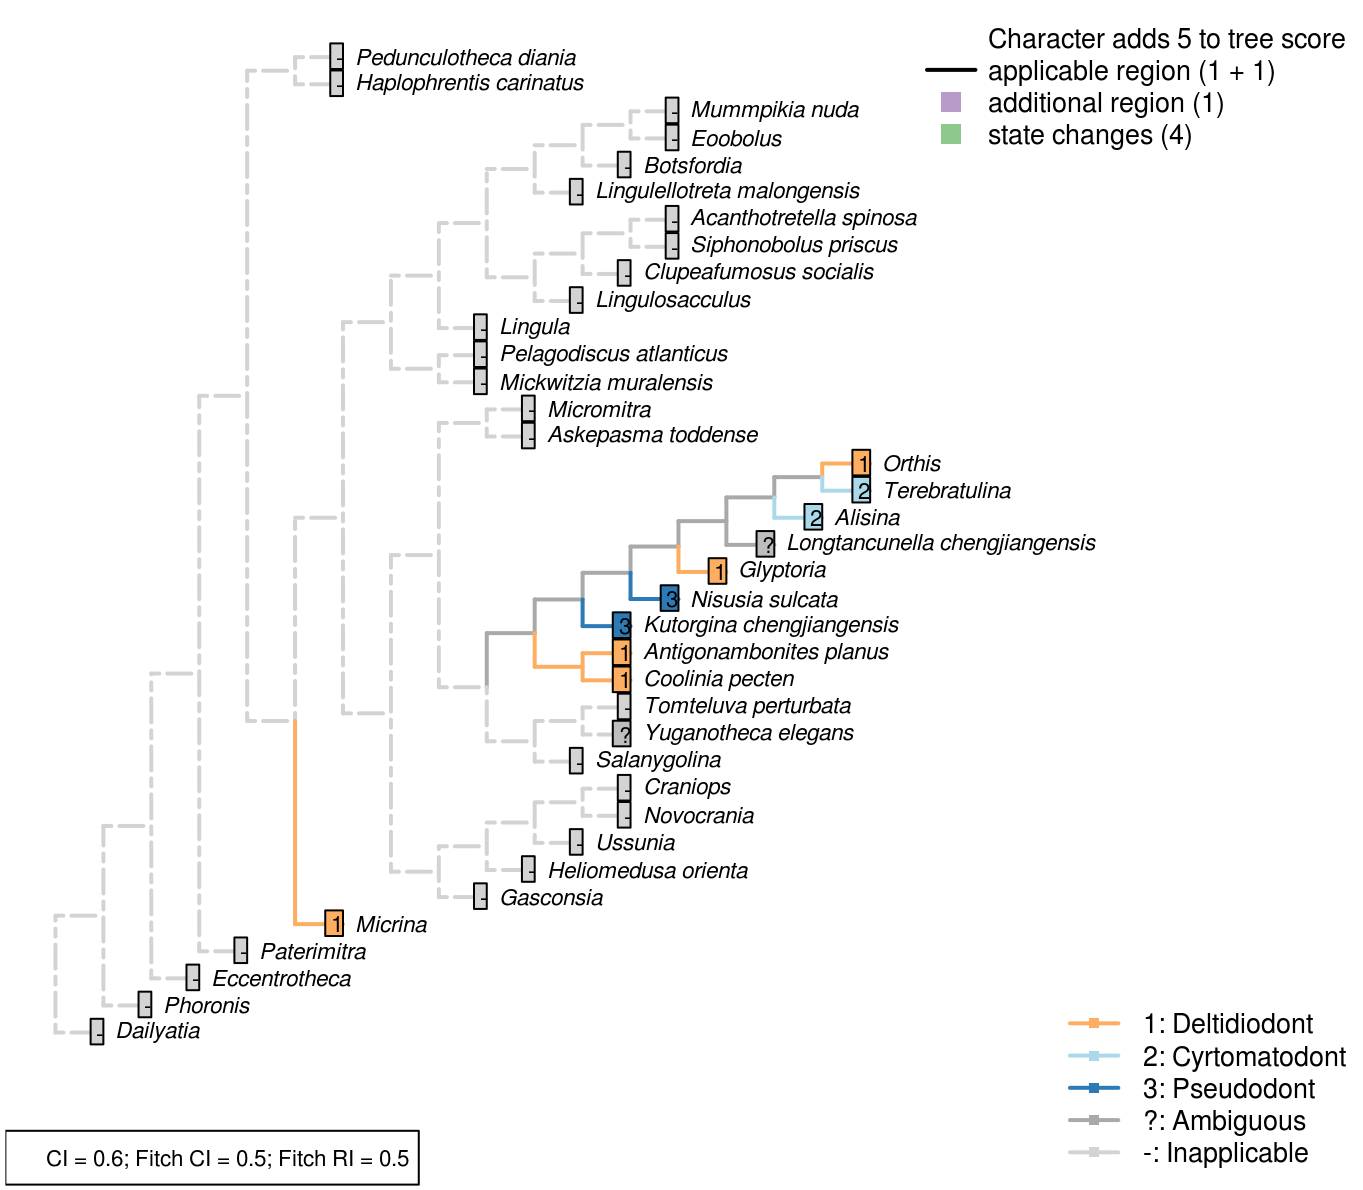 Character adds 5 to tree score
applicable region (1 + 1)
additional region (1)
state changes (4)
- Pedunculotheca diania
- Haplophrentis carinatus
- Mummpikia nuda
- Eoobolus
- Botsfordia
- Lingulellotreta malongensis
- Acanthotretella spinosa
- Siphonobolus priscus
- Clupeafumosus socialis
- Lingulosacculus
- Lingula
- Pelagodiscus atlanticus
- Mickwitzia muralensis
- Micromitra
- Askepasma toddense
1 Orthis
2 Terebratulina
2 Alisina
? Longtancunella chengjiangensis
1 Glyptoria
3 Nisusia sulcata
3 Kutorgina chengjiangensis
1 Antigonambonites planus
1 Coolinia pecten
- Tomteluva perturbata
? Yuganotheca elegans
- Salanygolina
- Craniops
- Novocrania
- Ussunia
- Heliomedusa orienta
- Gasconsia
1 Micrina
- Paterimitra
- Eccentrotheca
- Phoronis
- Dailyatia
1: Deltidiodont
2: Cyrtomatodont
3: Pseudodont
?: Ambiguous
-: Inapplicable
CI = 0.6; Fitch CI = 0.5; Fitch RI = 0.5